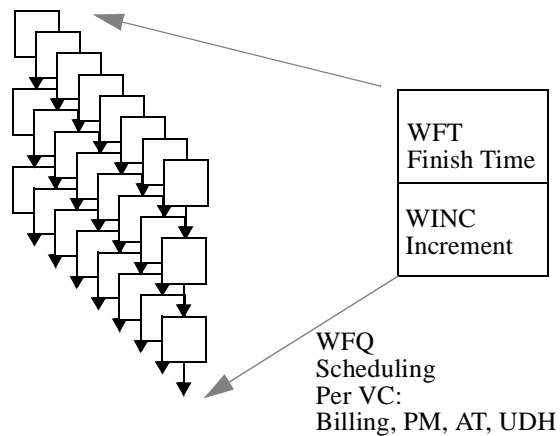 WFT
Finish Time
WINC
Increment
WFQ
Scheduling
Per VC:
Billing, PM, AT, UDH